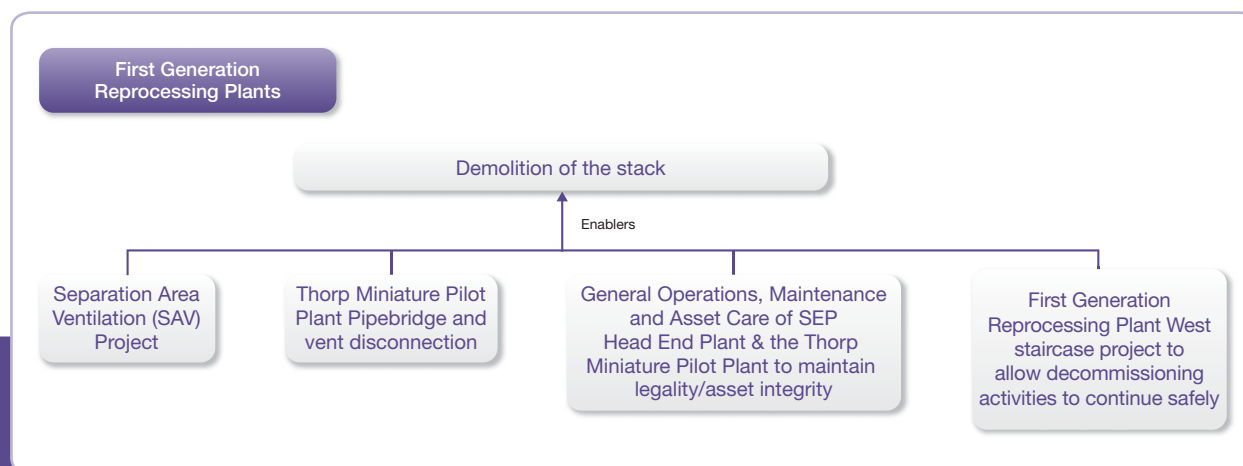 First Generation
Reprocessing Plants
Demolition of the stack
Enablers
Separation Area
Ventilation (SAV)
Project
Thorp Miniature Pilot
Plant Pipebridge and
vent disconnection
General Operations, Maintenance
and Asset Care of SEP
Head End Plant & the Thorp
Miniature Pilot Plant to maintain
legality/asset integrity
First Generation
Reprocessing Plant West
staircase project to
allow decommissioning
activities to continue safely